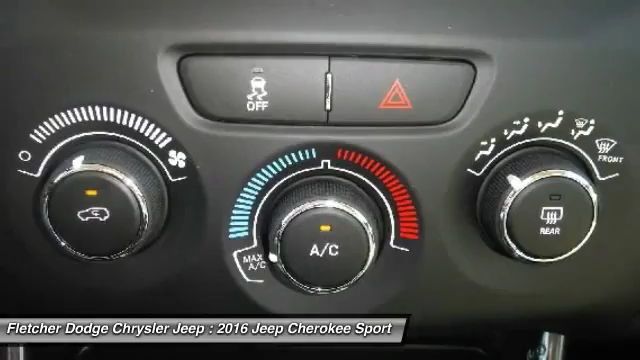 OFF
FRONT
MAX
A/C
A/C
REAR
Fletcher Dodge Chrysler Jeep : 2016 Jeep Cherokee Sport